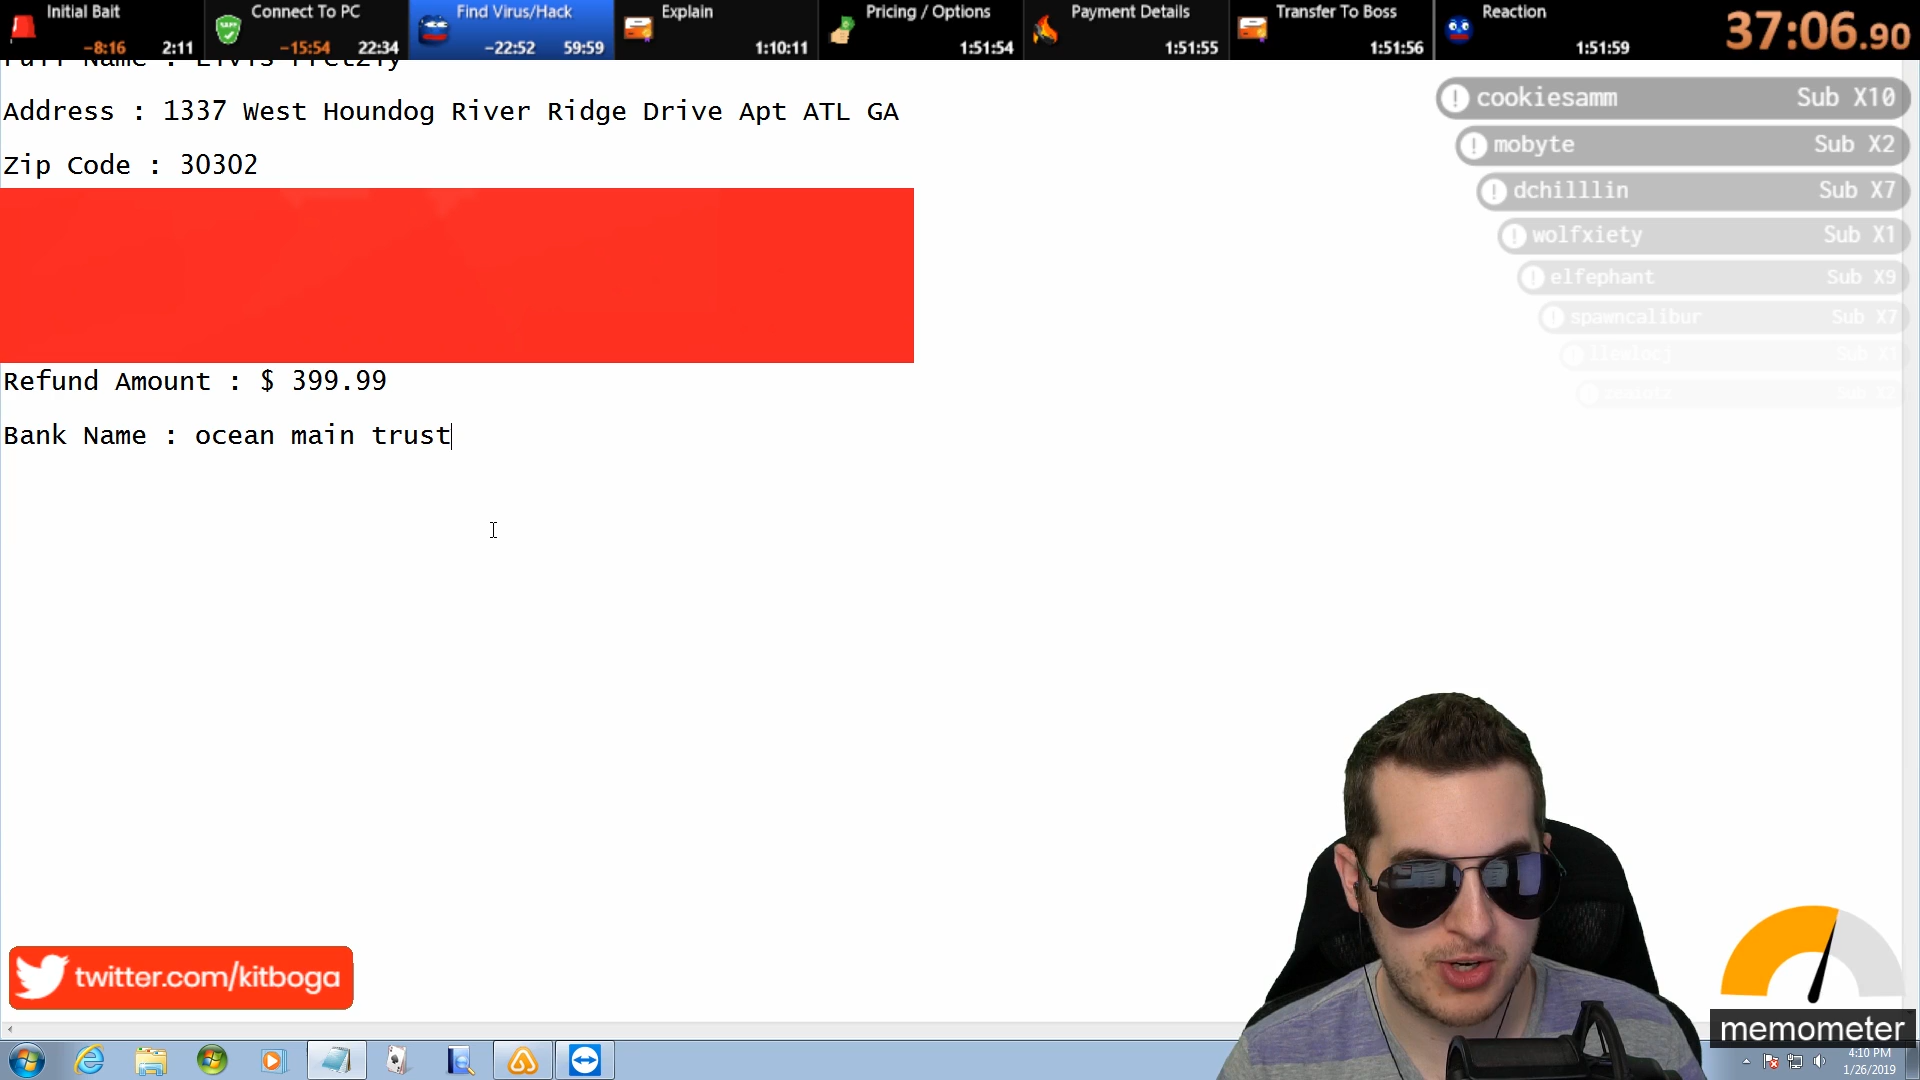 Initial Bait
-8:16 2:11
Connect To PC
-15:54 22:34
Find Virus/Hack
-22:52 59:59
Explain
1:10:11
Pricing / Options
1:51:54
Payment Details
1:51:55
Transfer To Boss
1:51:56
Reaction
1:51:59
37:06.90
Full Name :
Address : 1337 West Houndog River Ridge Drive Apt ATL GA
Zip Code : 30302
Refund Amount : $ 399.99
Bank Name : ocean main trust
cookiesamm Sub X10
mobyte Sub X2
dchilllin Sub X7
wolfxiety Sub X1
elfephant Sub X9
spawncalibur Sub X7
Sub X1
twitter.com/kitboga
memometer
4:10 PM
1/26/2019